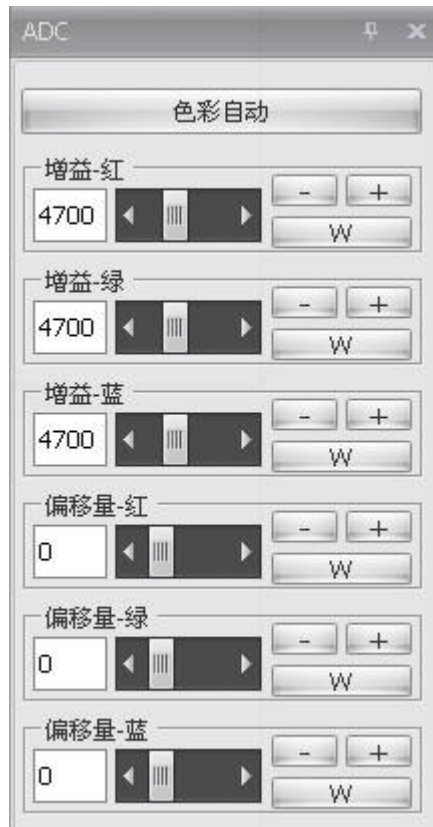 ADC
色彩自动
增益-红
4700 - +
W
增益-绿
4700 - +
W
增益-蓝
4700 - +
W
偏移量-红
0 - +
W
偏移量-绿
0 - +
W
偏移量-蓝
0 - +
W